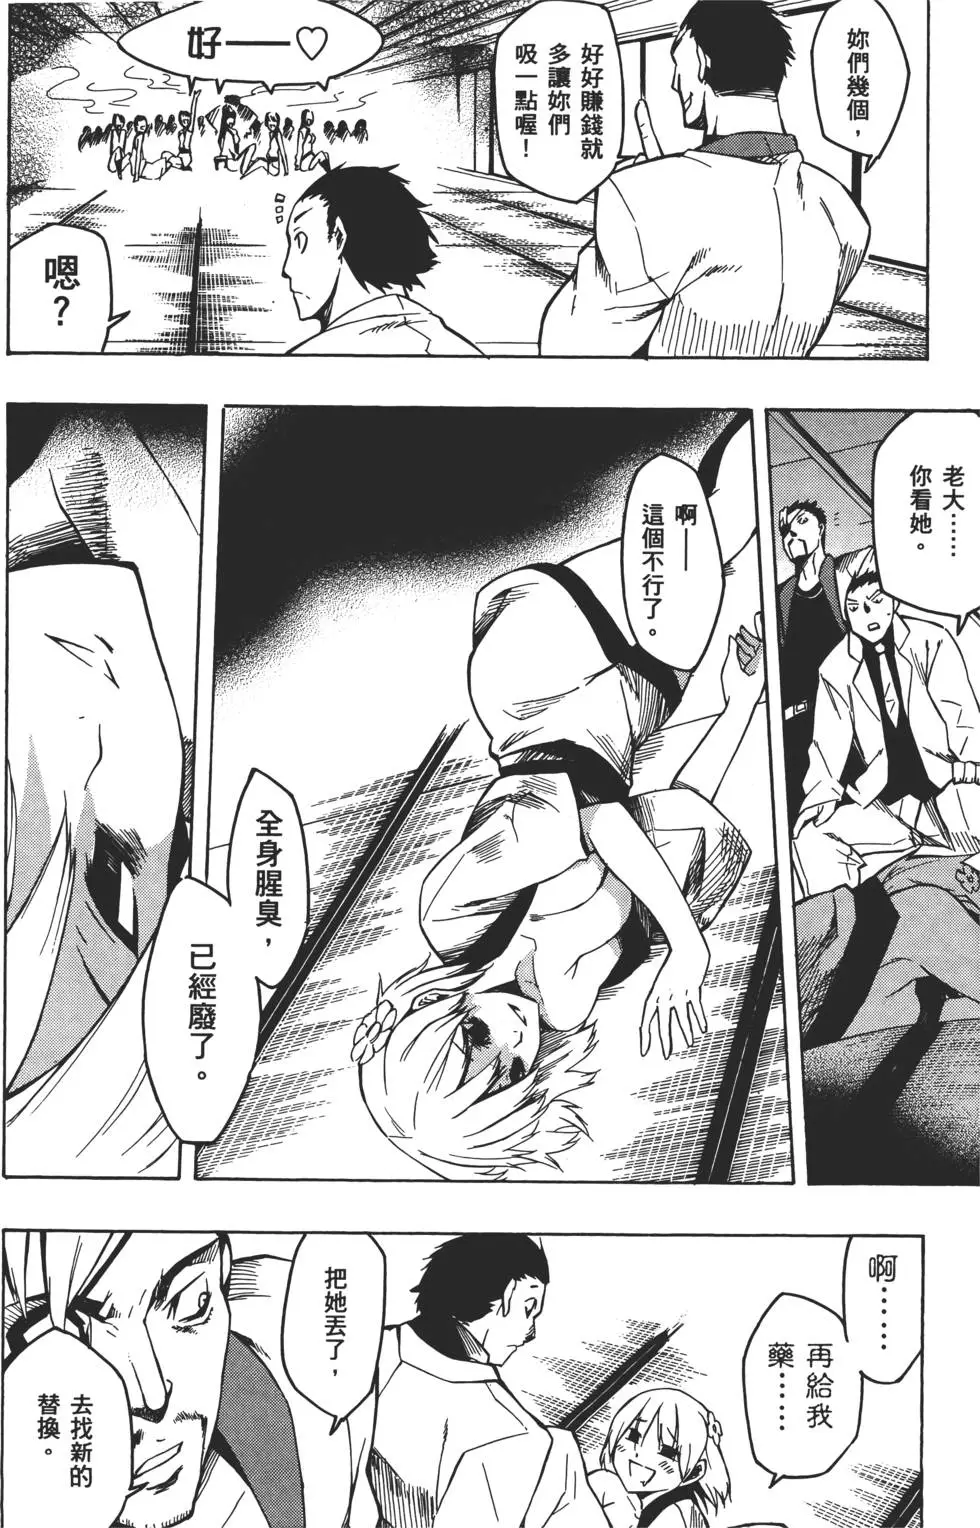 妳們幾個，
好好賺錢就
多讓妳們
吸一點喔！
好——♡
嗯？
老大……
你看她。
啊——
這個不行了。
全身腥臭，
已經廢了。
啊……
再給我
藥……
把她丟了，
去找新的
替換。